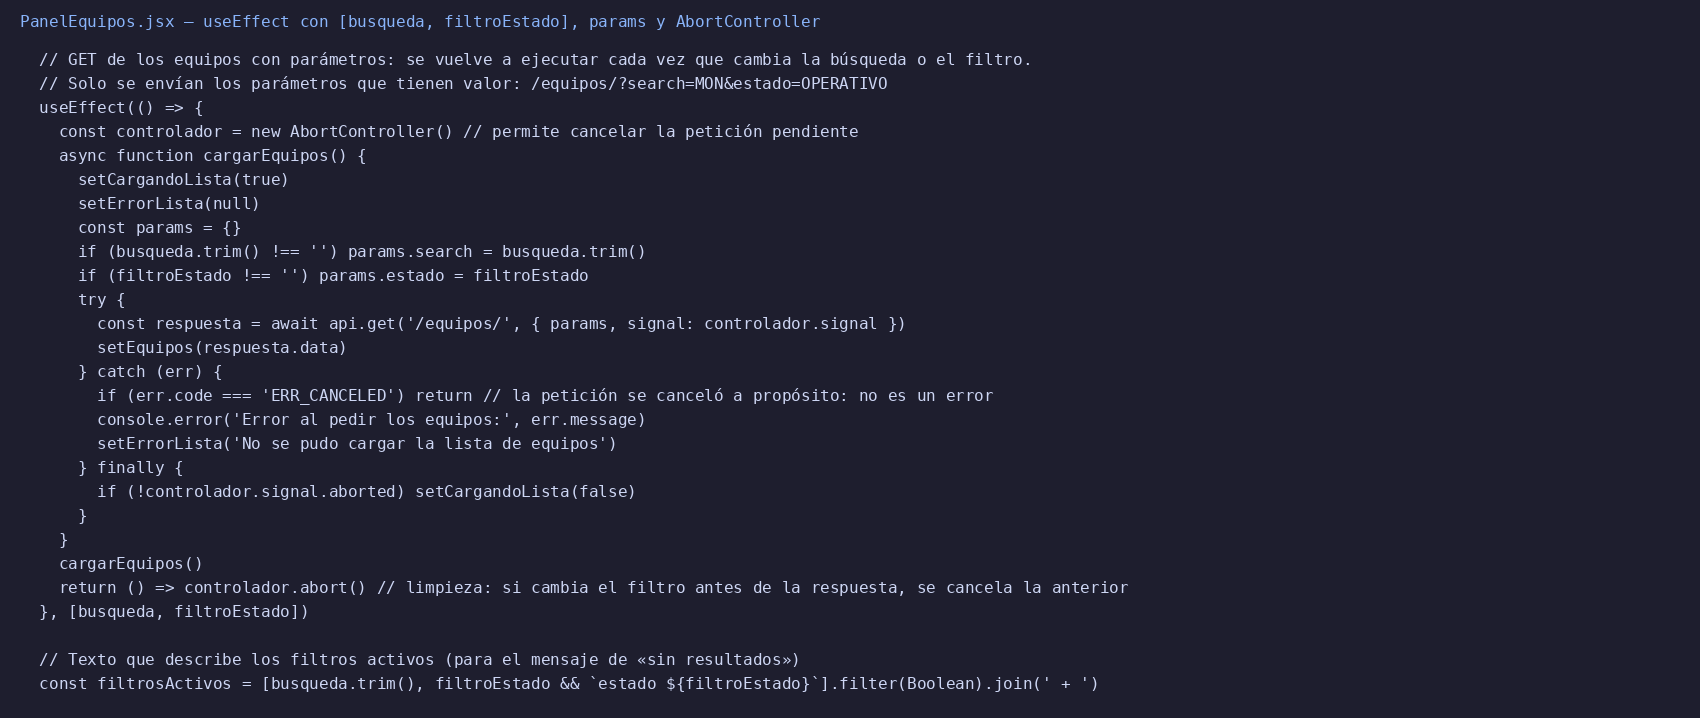 PanelEquipos.jsx — useEffect con [busqueda, filtroEstado], params y AbortController
// GET de los equipos con parámetros: se vuelve a ejecutar cada vez que cambia la búsqueda o el filtro.
// Solo se envían los parámetros que tienen valor: /equipos/?search=MON&estado=OPERATIVO
useEffect(() => {
const controlador = new AbortController() // permite cancelar la petición pendiente
async function cargarEquipos() {
setCargandoLista(true)
setErrorLista(null)
const params = {}
if (busqueda.trim() !== '') params.search = busqueda.trim()
if (filtroEstado !== '') params.estado = filtroEstado
try {
const respuesta = await api.get('/equipos/', { params, signal: controlador.signal })
setEquipos(respuesta.data)
} catch (err) {
if (err.code === 'ERR_CANCELED') return // la petición se canceló a propósito: no es un error
console.error('Error al pedir los equipos:', err.message)
setErrorLista('No se pudo cargar la lista de equipos')
} finally {
if (!controlador.signal.aborted) setCargandoLista(false)
}
}
cargarEquipos()
return () => controlador.abort() // limpieza: si cambia el filtro antes de la respuesta, se cancela la anterior
}, [busqueda, filtroEstado])
// Texto que describe los filtros activos (para el mensaje de «sin resultados»)
const filtrosActivos = [busqueda.trim(), filtroEstado && `estado ${filtroEstado}`].filter(Boolean).join(' + ')